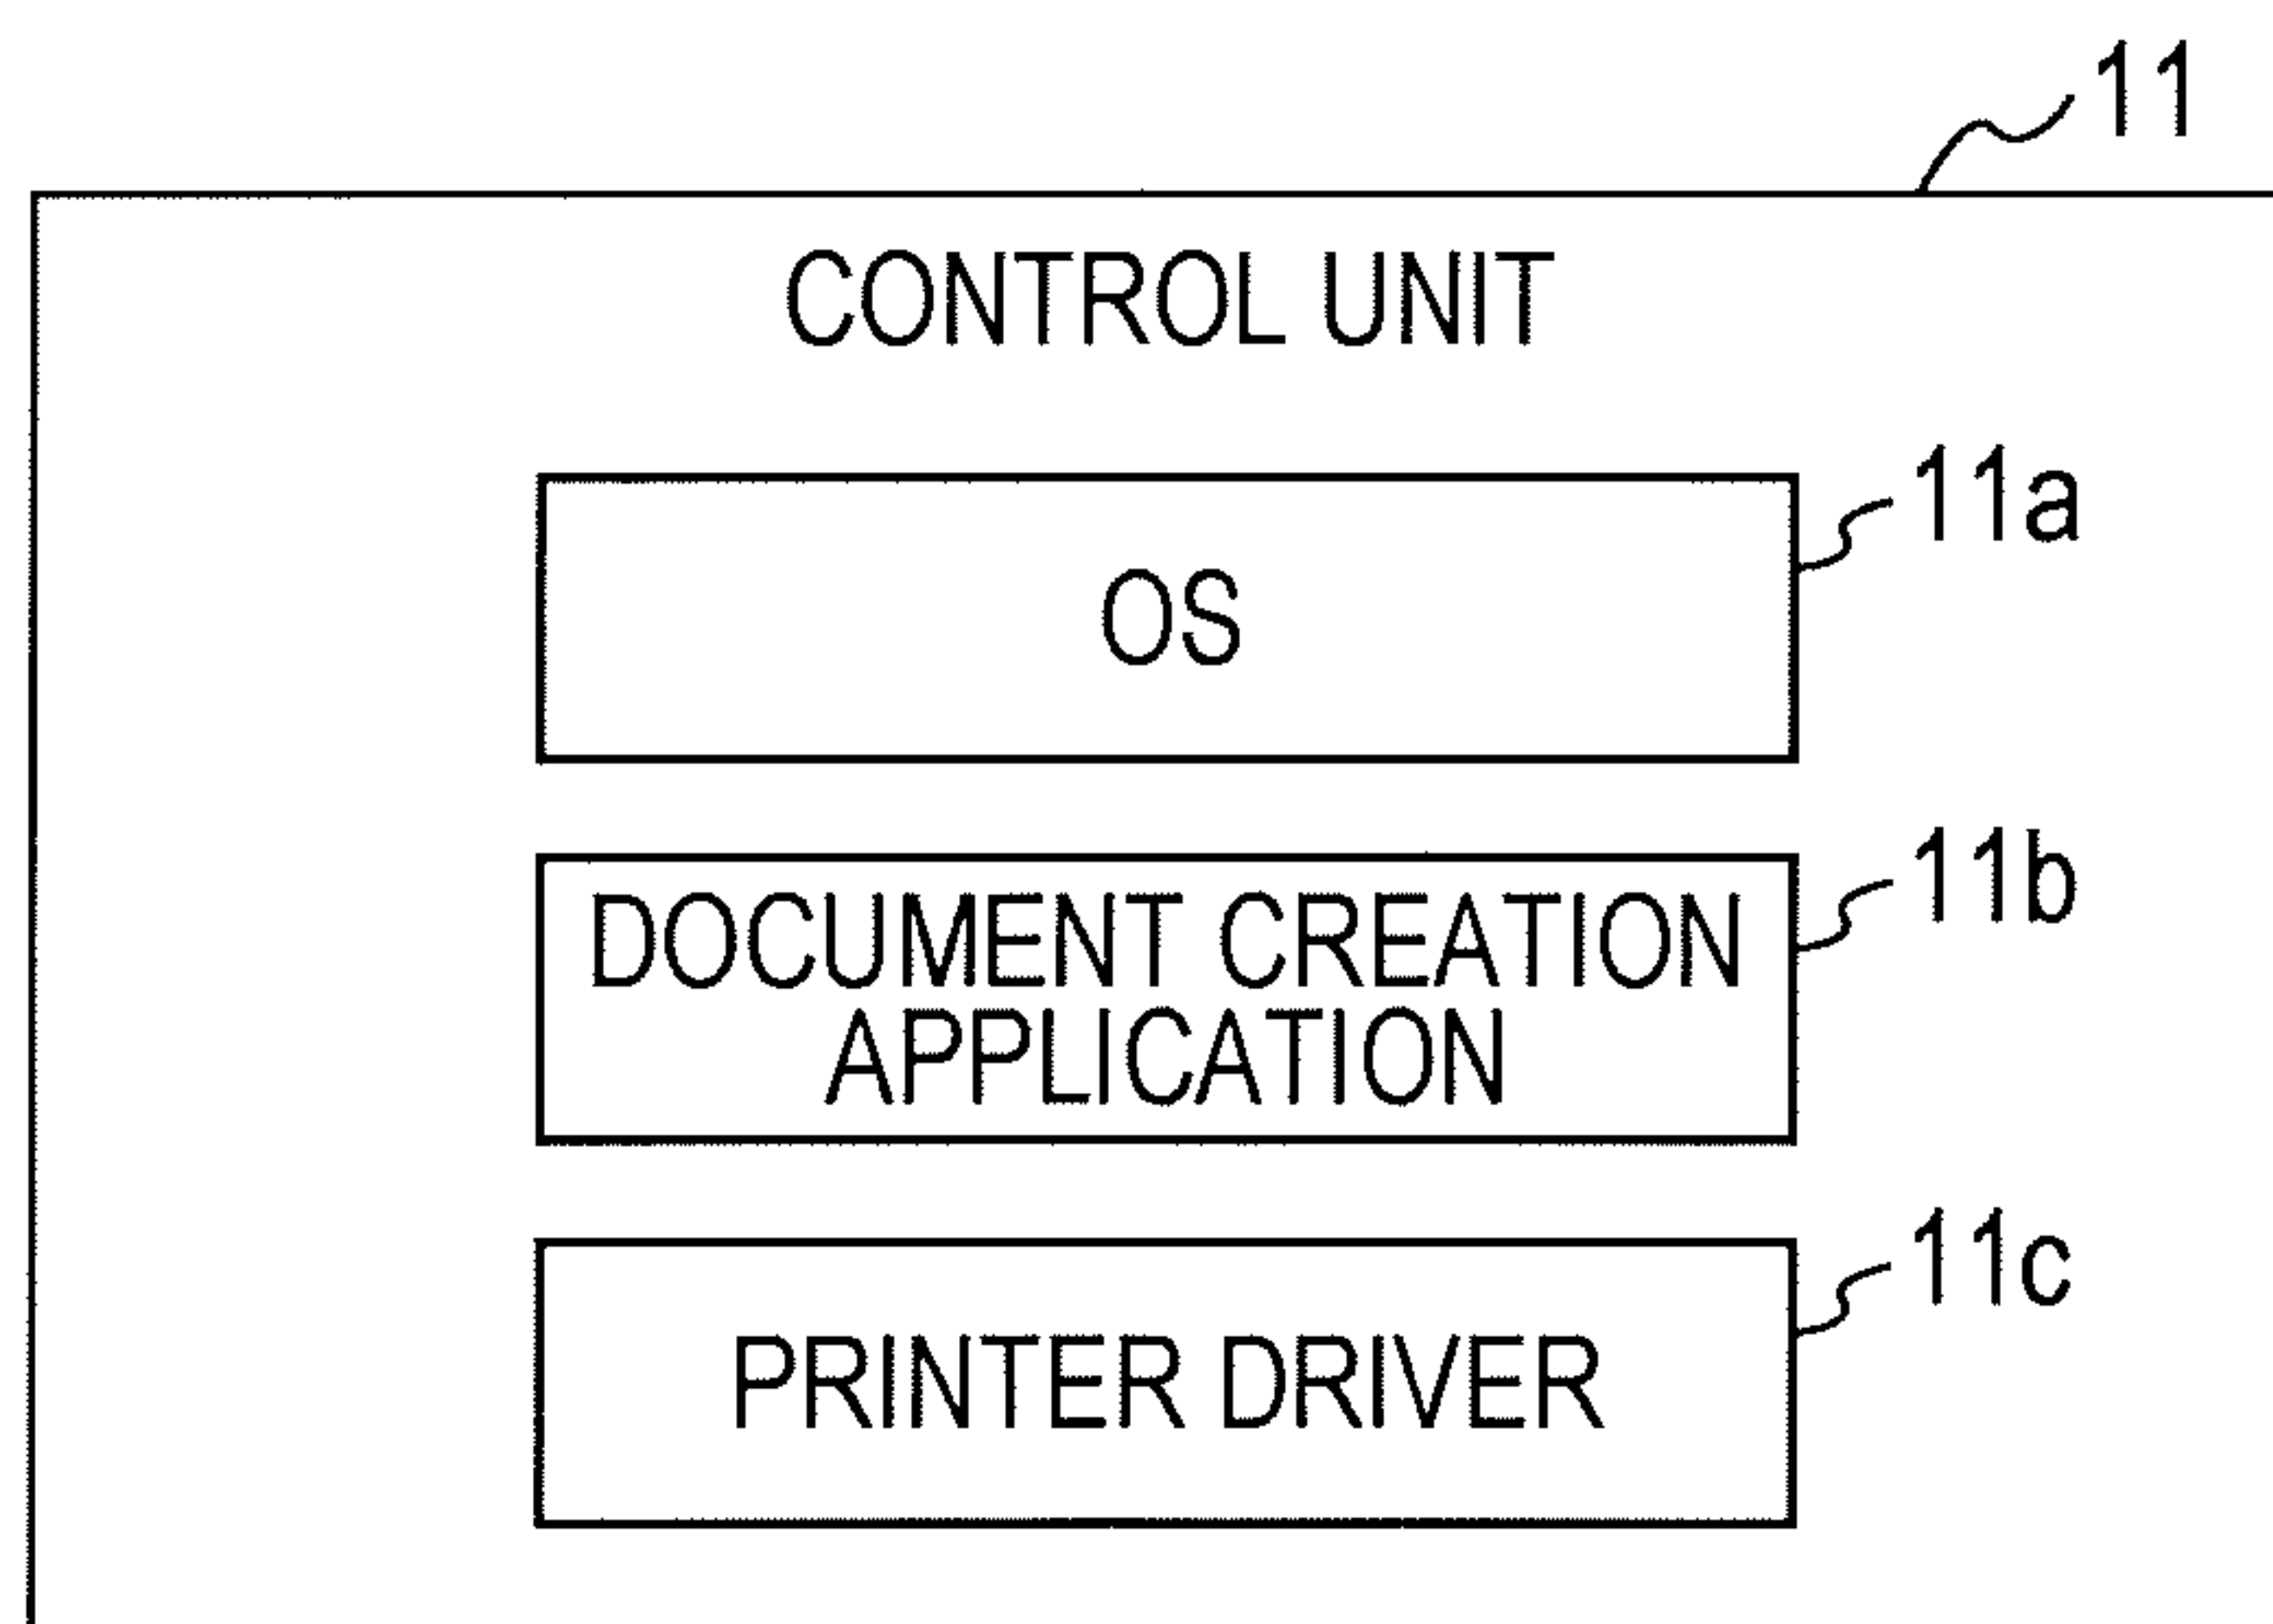 11
CONTROL UNIT
11a
OS
11b
DOCUMENT CREATION
APPLICATION
11c
PRINTER DRIVER